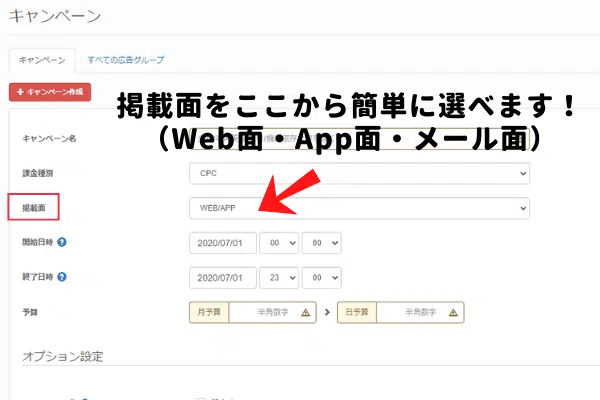 キャンペーン
キャンペーン すべての広告グループ
+ キャンペーン作成
掲載面をここから簡単に選べます！
（Web面・App面・メール面）
キャンペーン名
課金種別 CPC
掲載面 WEB/APP
開始日時 ? 2020/07/01 00 00
終了日時 ? 2020/07/01 23 00
予算 月予算 半角数字 > 日予算 半角数字
オプション設定